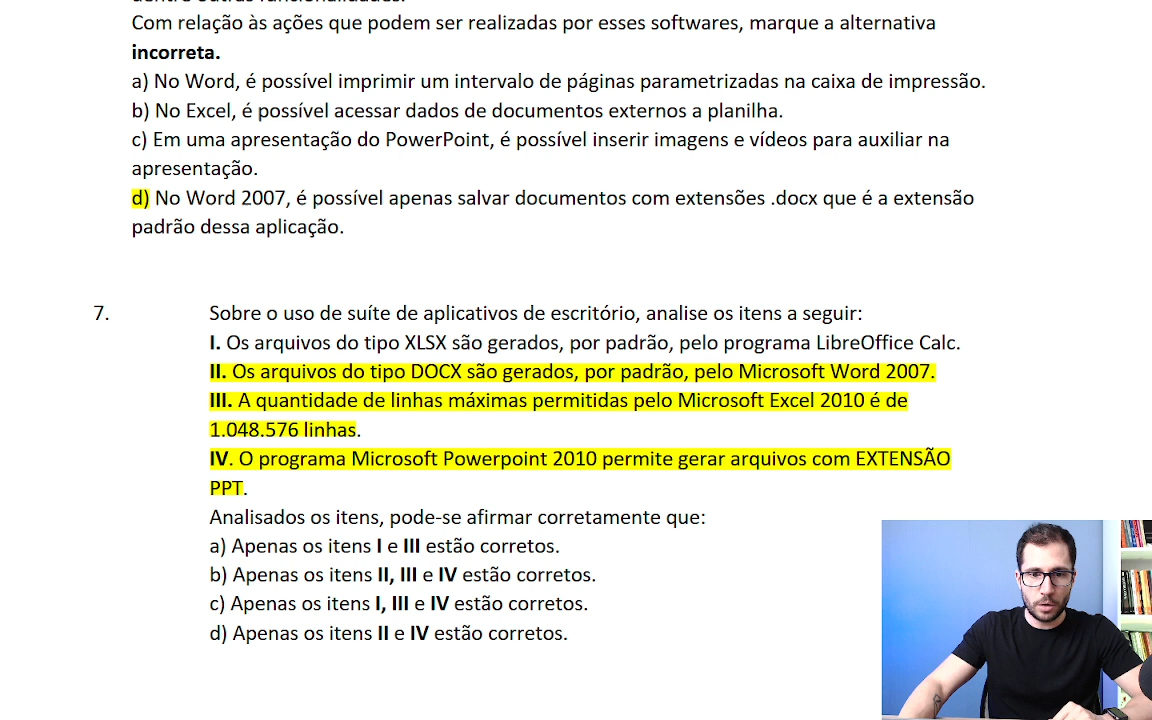 Com relação às ações que podem ser realizadas por esses softwares, marque a alternativa
incorreta.
a) No Word, é possível imprimir um intervalo de páginas parametrizadas na caixa de impressão.
b) No Excel, é possível acessar dados de documentos externos a planilha.
c) Em uma apresentação do PowerPoint, é possível inserir imagens e vídeos para auxiliar na
apresentação.
d) No Word 2007, é possível apenas salvar documentos com extensões .docx que é a extensão
padrão dessa aplicação.
7. Sobre o uso de suíte de aplicativos de escritório, analise os itens a seguir:
I. Os arquivos do tipo XLSX são gerados, por padrão, pelo programa LibreOffice Calc.
II. Os arquivos do tipo DOCX são gerados, por padrão, pelo Microsoft Word 2007.
III. A quantidade de linhas máximas permitidas pelo Microsoft Excel 2010 é de
1.048.576 linhas.
IV. O programa Microsoft Powerpoint 2010 permite gerar arquivos com EXTENSÃO
PPT.
Analisados os itens, pode-se afirmar corretamente que:
a) Apenas os itens I e III estão corretos.
b) Apenas os itens II, III e IV estão corretos.
c) Apenas os itens I, III e IV estão corretos.
d) Apenas os itens II e IV estão corretos.